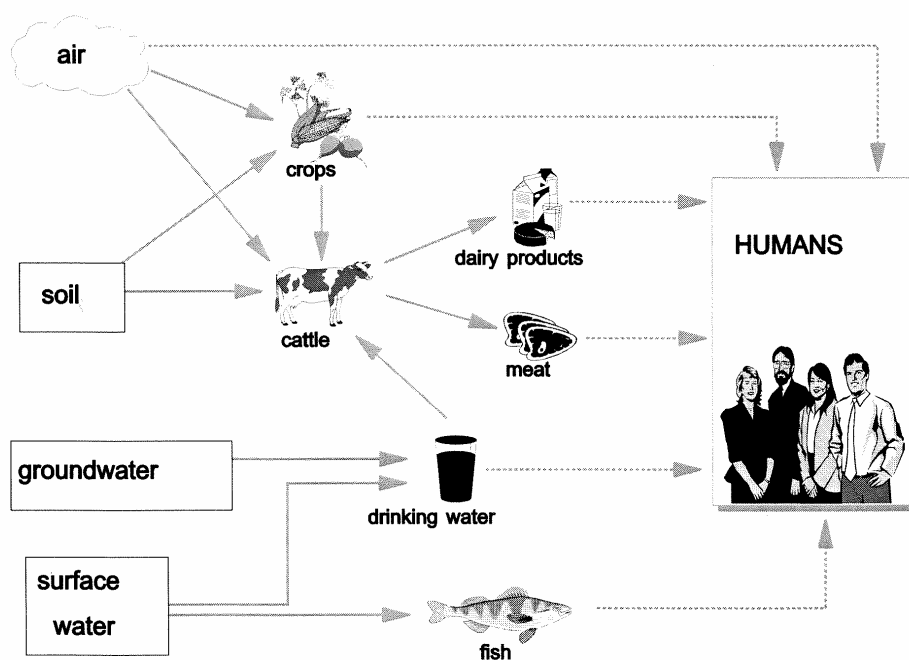 air
crops
dairy products
HUMANS
soil
cattle
meat
groundwater
drinking water
surface
water
fish